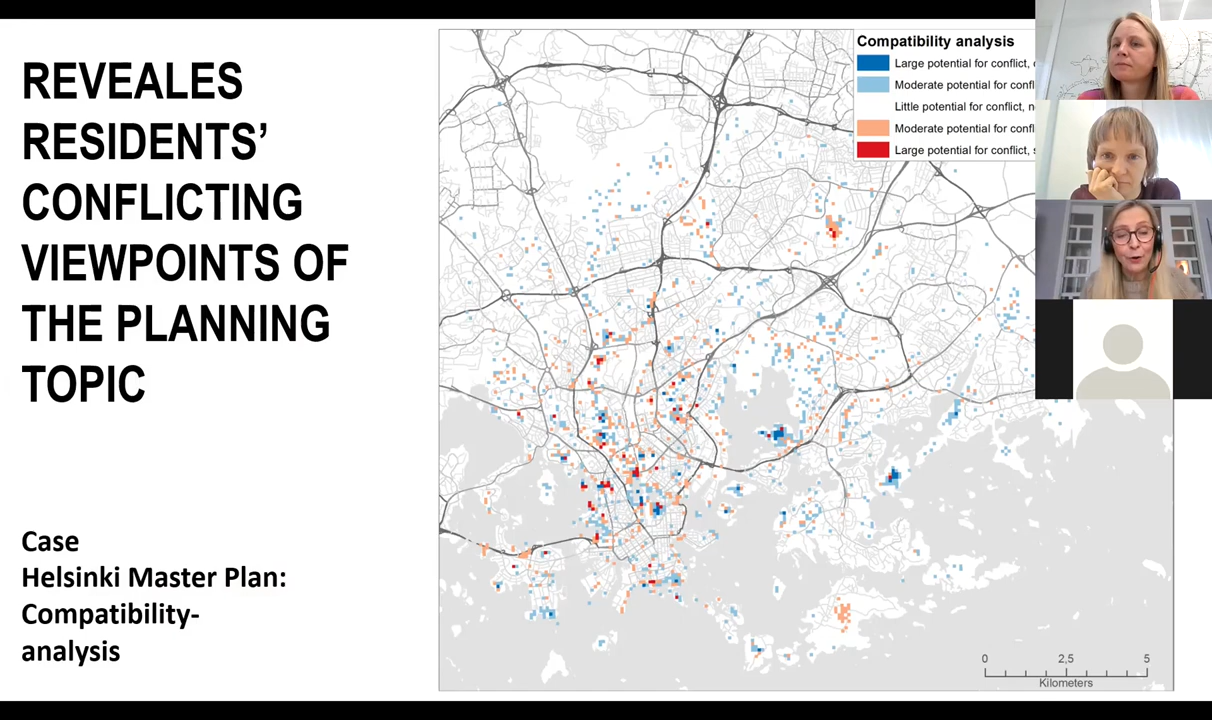 REVEALES
RESIDENTS'
CONFLICTING
VIEWPOINTS OF
THE PLANNING
TOPIC
Case
Helsinki Master Plan:
Compatibility-
analysis
Compatibility analysis
Large potential for conflict,
Moderate potential for
Little potential for conflict,
Moderate potential for
Large potential for conflict,
0 2,5 5
Kilometers